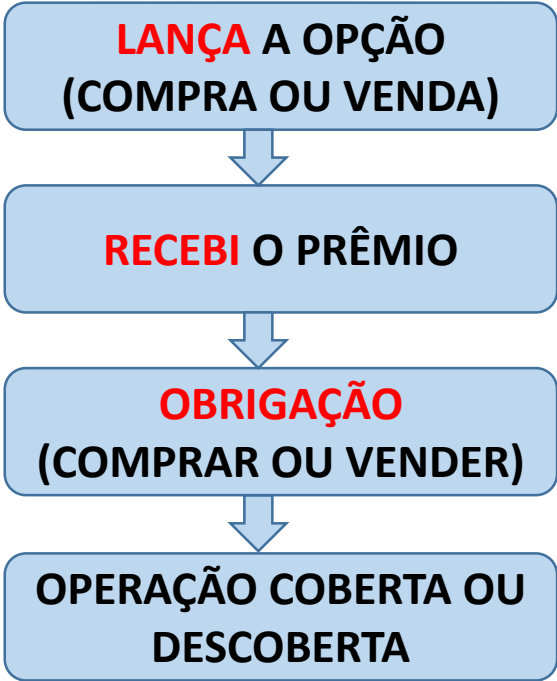 LANÇA A OPÇÃO
(COMPRA OU VENDA)
RECEBI O PRÊMIO
OBRIGAÇÃO
(COMPRAR OU VENDER)
OPERAÇÃO COBERTA OU
DESCOBERTA